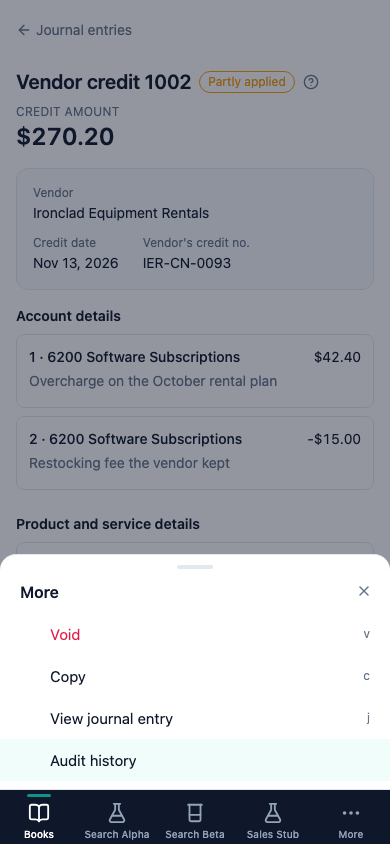 Journal entries
Vendor credit 1002 Partly applied
CREDIT AMOUNT
$270.20
Vendor
Ironclad Equipment Rentals
Credit date Vendor's credit no.
Nov 13, 2026 IER-CN-0093
Account details
1 · 6200 Software Subscriptions $42.40
Overcharge on the October rental plan
2 · 6200 Software Subscriptions -$15.00
Restocking fee the vendor kept
Product and service details
More
Void v
Copy c
View journal entry j
Audit history
Books Search Alpha Search Beta Sales Stub More